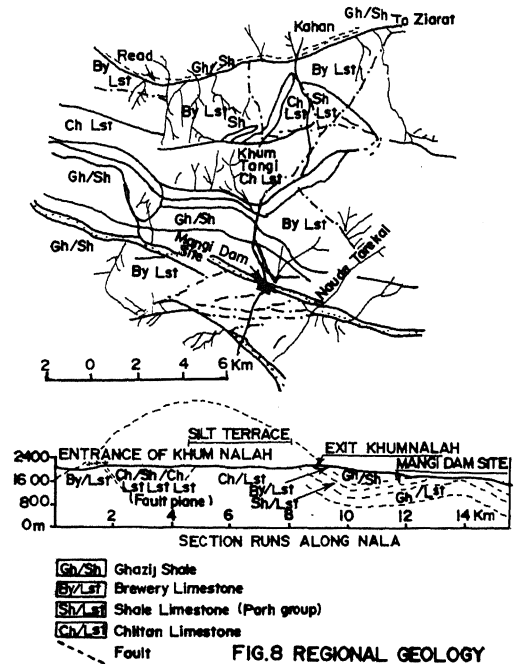 Gh/Sh
To Ziarat
Kahan
Read
Gh/Sh
By
Lst
By Lst
By Lst
Sh
Ch
Lst
Sh
Lst
Ch Lst
Khum
Tangi
Ch Lst
Gh/Sh
Gh/Sh
By Lst
Gh/Sh
Mangi Dam
Site
By Lst
Naude Tarekai
2 0 2 4 6 Km
SILT TERRACE
ENTRANCE OF KHUM NALAH
EXIT KHUMNALAH
MANGI DAM SITE
2400
1600
800
0m
By/Lst
Ch/Sh/Ch/
Lst Lst Lst
(Fault plane)
Ch/Lst
By/Lst
Sh/Lst
Gh/Sh
Gh/Lst
2 4 6 8 10 12 14 Km
SECTION RUNS ALONG NALA
Gh/Sh Ghazij Shale
By/Lst Brewery Limestone
Sh/Lst Shale Limestone (Parh group)
Ch/Lst Chiltan Limestone
Fault
FIG.8 REGIONAL GEOLOGY